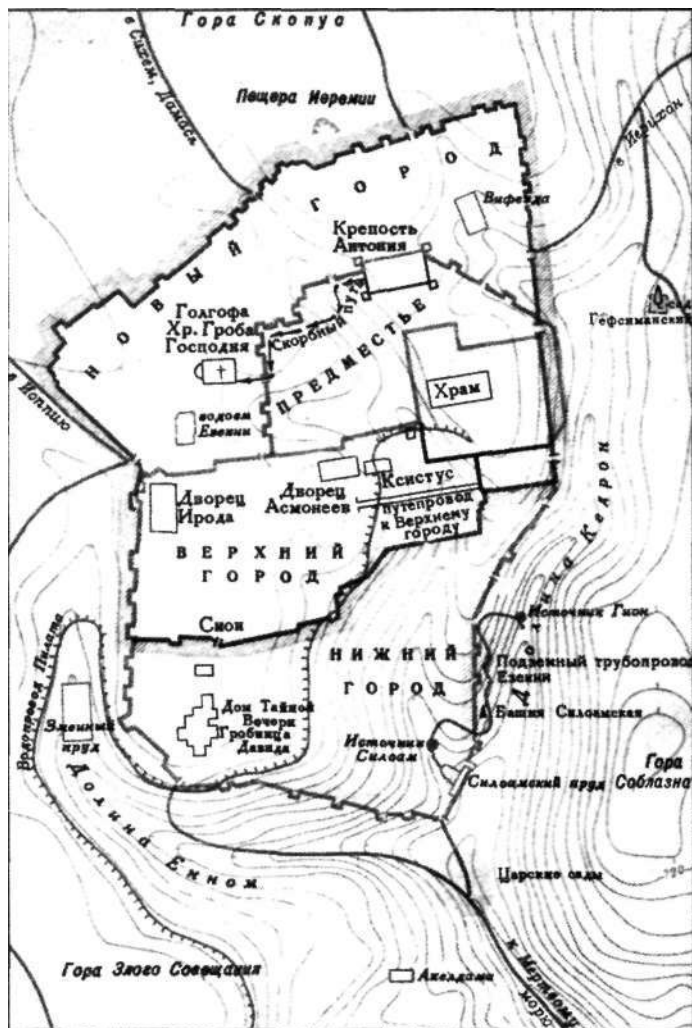 Гора Скопус
в Сихем, Дамаск
Пещера Иеремии
в Иерихон
НОВЫЙ ГОРОД
Вифезда
Крепость
Антония
сад
Гефсиманский
Голгофа
Хр. Гроба
Господня
Скорбный путь
ПРЕДМЕСТЬЕ
Храм
в Иоппию
водоем
Езекии
Ксистус
Дворец
Ирода
Дворец
Асмонеев
путепровод
к Верхнему
городу
ВЕРХНИЙ
ГОРОД
Долина Кедрон
Сион
Источник Гион
НИЖНИЙ
ГОРОД
Подземный трубопровод
Езекии
Водопровод Пилата
Змеиный
пруд
Дом Тайной
Вечери
Гробница
Давида
Башня Силоамская
Источник
Силоам
Гора
Соблазна
Силоамский пруд
Долина Енном
Царские сады
Гора Злого Совещания
Акелдама
к Мертвому
морю